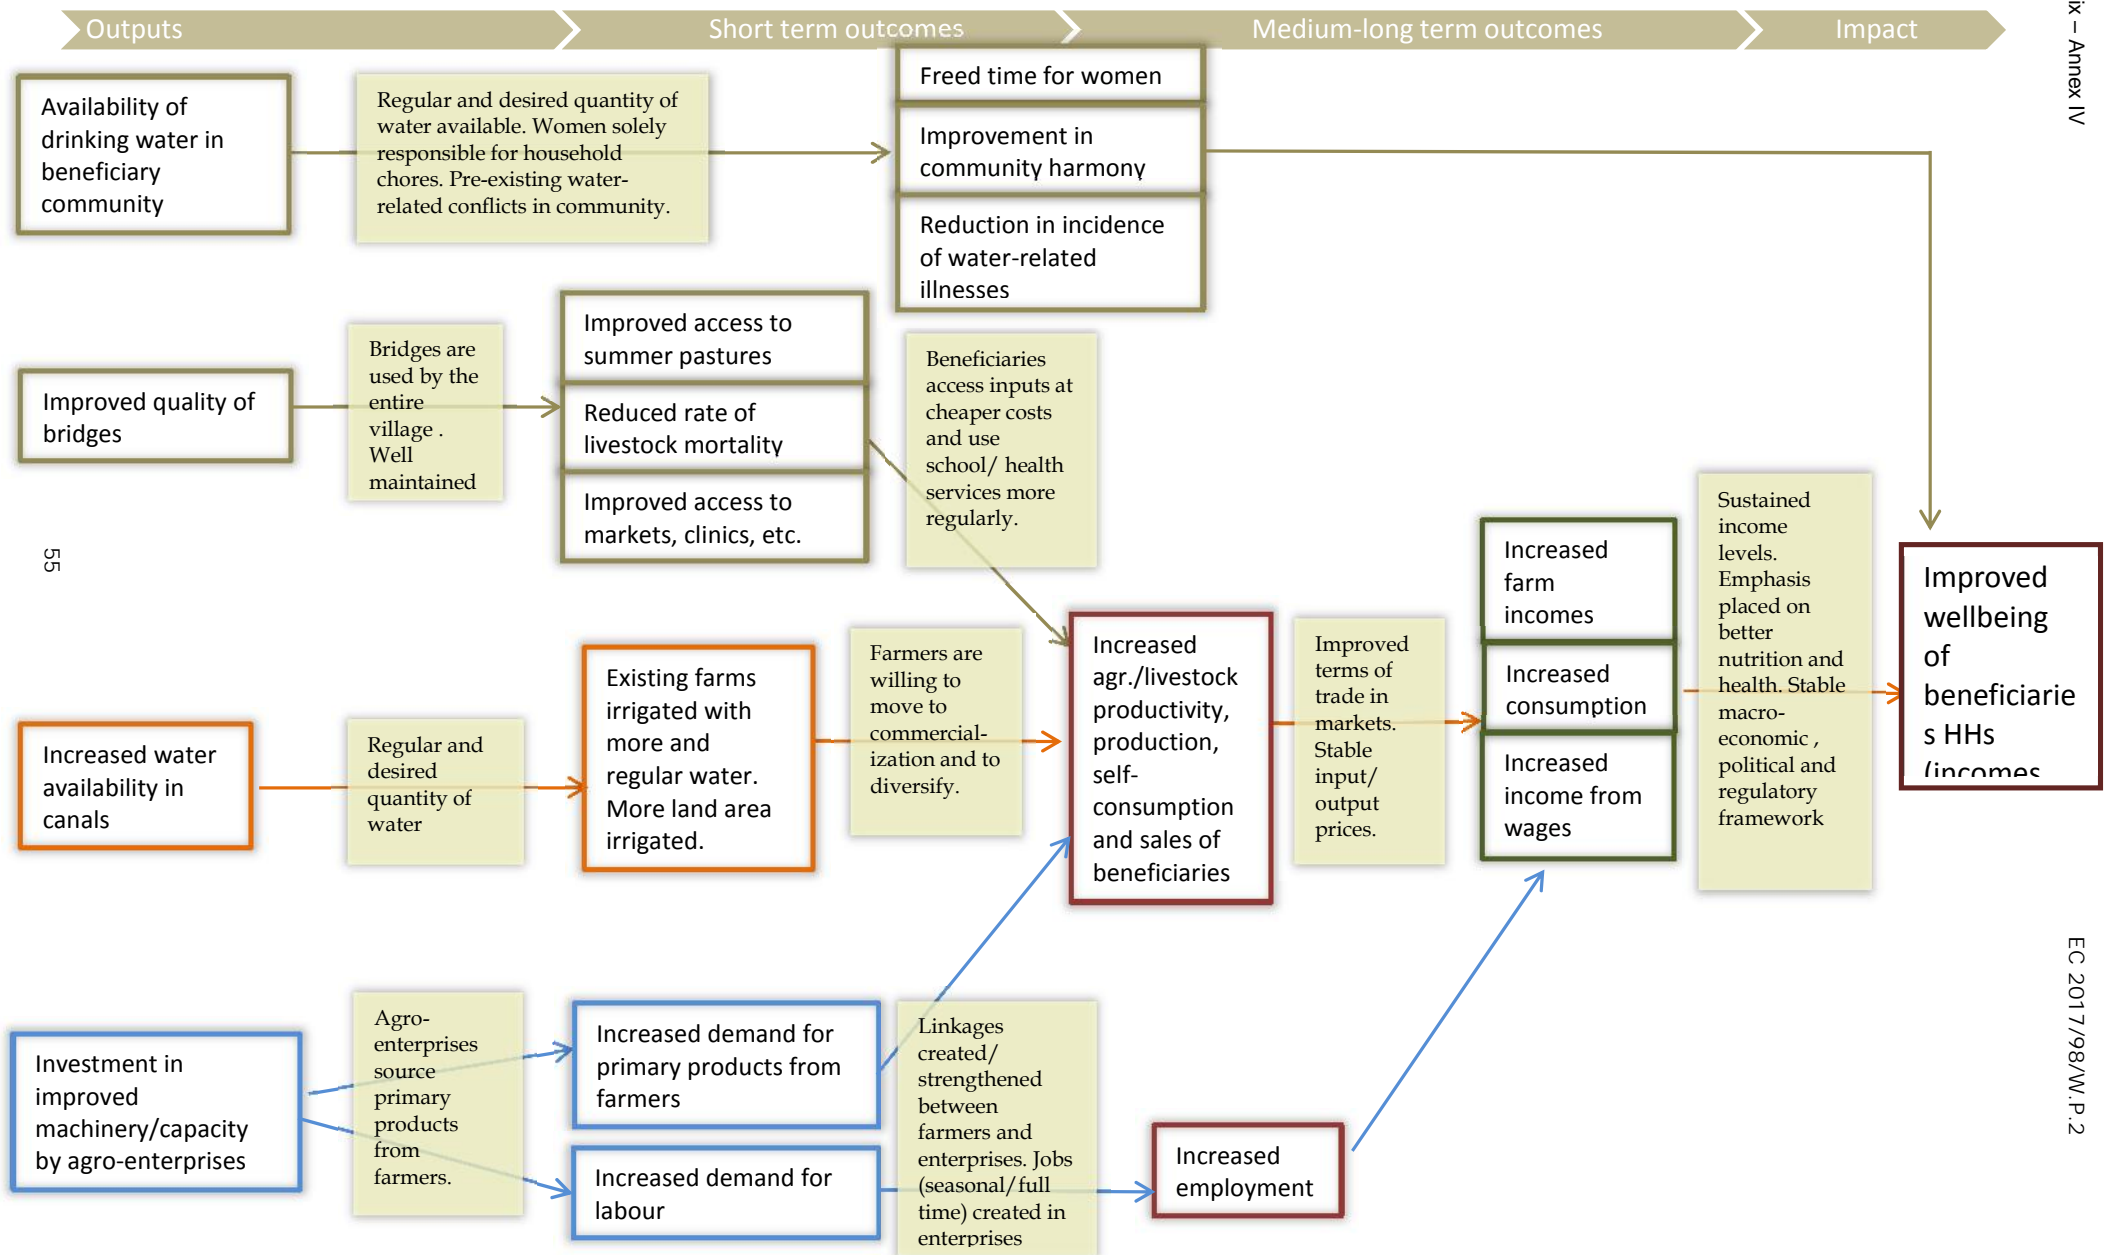 Outputs
Short term outcomes
Medium-long term outcomes
Impact
ix – Annex IV
Availability of
drinking water in
beneficiary
community
Regular and desired quantity of
water available. Women solely
responsible for household
chores. Pre-existing water-
related conflicts in community.
Freed time for women
Improvement in
community harmony
Reduction in incidence
of water-related
illnesses
Improved quality of
bridges
Bridges are
used by the
entire
village .
Well
maintained
Improved access to
summer pastures
Reduced rate of
livestock mortality
Improved access to
markets, clinics, etc.
Beneficiaries
access inputs at
cheaper costs
and use
school/ health
services more
regularly.
55
Increased water
availability in
canals
Regular and
desired
quantity of
water
Existing farms
irrigated with
more and
regular water.
More land area
irrigated.
Farmers are
willing to
move to
commercial-
ization and to
diversify.
Increased
agr./livestock
productivity,
production,
self-
consumption
and sales of
beneficiaries
Improved
terms of
trade in
markets.
Stable
input/
output
prices.
Increased
farm
incomes
Increased
consumption
Increased
income from
wages
Sustained
income
levels.
Emphasis
placed on
better
nutrition and
health. Stable
macro-
economic ,
political and
regulatory
framework
Improved
wellbeing
of
beneficiarie
s HHs
(incomes
Investment in
improved
machinery/capacity
by agro-enterprises
Agro-
enterprises
source
primary
products
from
farmers.
Increased demand for
primary products from
farmers
Increased demand for
labour
Linkages
created/
strengthened
between
farmers and
enterprises. Jobs
(seasonal/full
time) created in
enterprises
Increased
employment
EC 2017/98/W.P.2